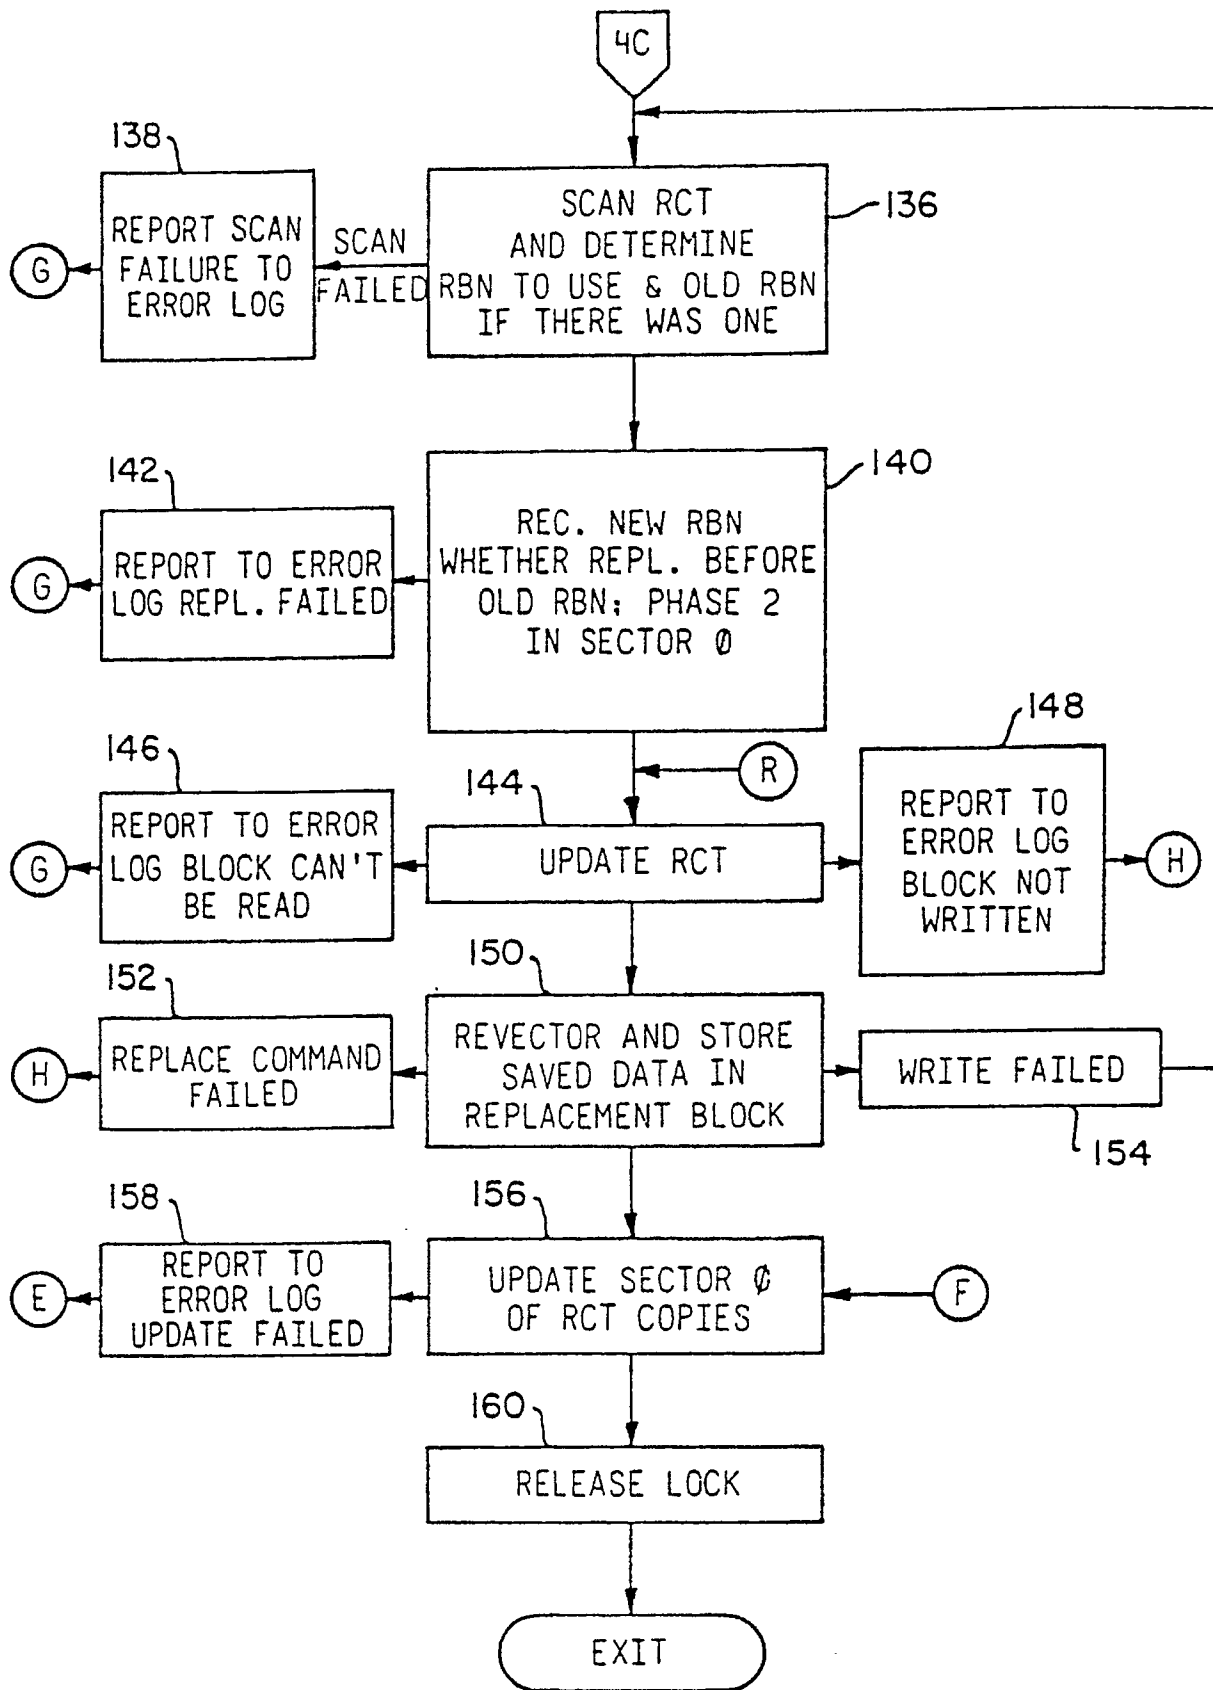 4C
138
REPORT SCAN
FAILURE TO
ERROR LOG
G
SCAN
FAILED
SCAN RCT
AND DETERMINE
RBN TO USE & OLD RBN
IF THERE WAS ONE
136
142
REPORT TO ERROR
LOG REPL. FAILED
G
REC. NEW RBN
WHETHER REPL. BEFORE
OLD RBN; PHASE 2
IN SECTOR Ø
140
R
146
REPORT TO ERROR
LOG BLOCK CAN'T
BE READ
G
144
UPDATE RCT
148
REPORT TO
ERROR LOG
BLOCK NOT
WRITTEN
H
152
REPLACE COMMAND
FAILED
H
150
REVECTOR AND STORE
SAVED DATA IN
REPLACEMENT BLOCK
WRITE FAILED
154
158
REPORT TO
ERROR LOG
UPDATE FAILED
E
156
UPDATE SECTOR Ø
OF RCT COPIES
F
160
RELEASE LOCK
EXIT